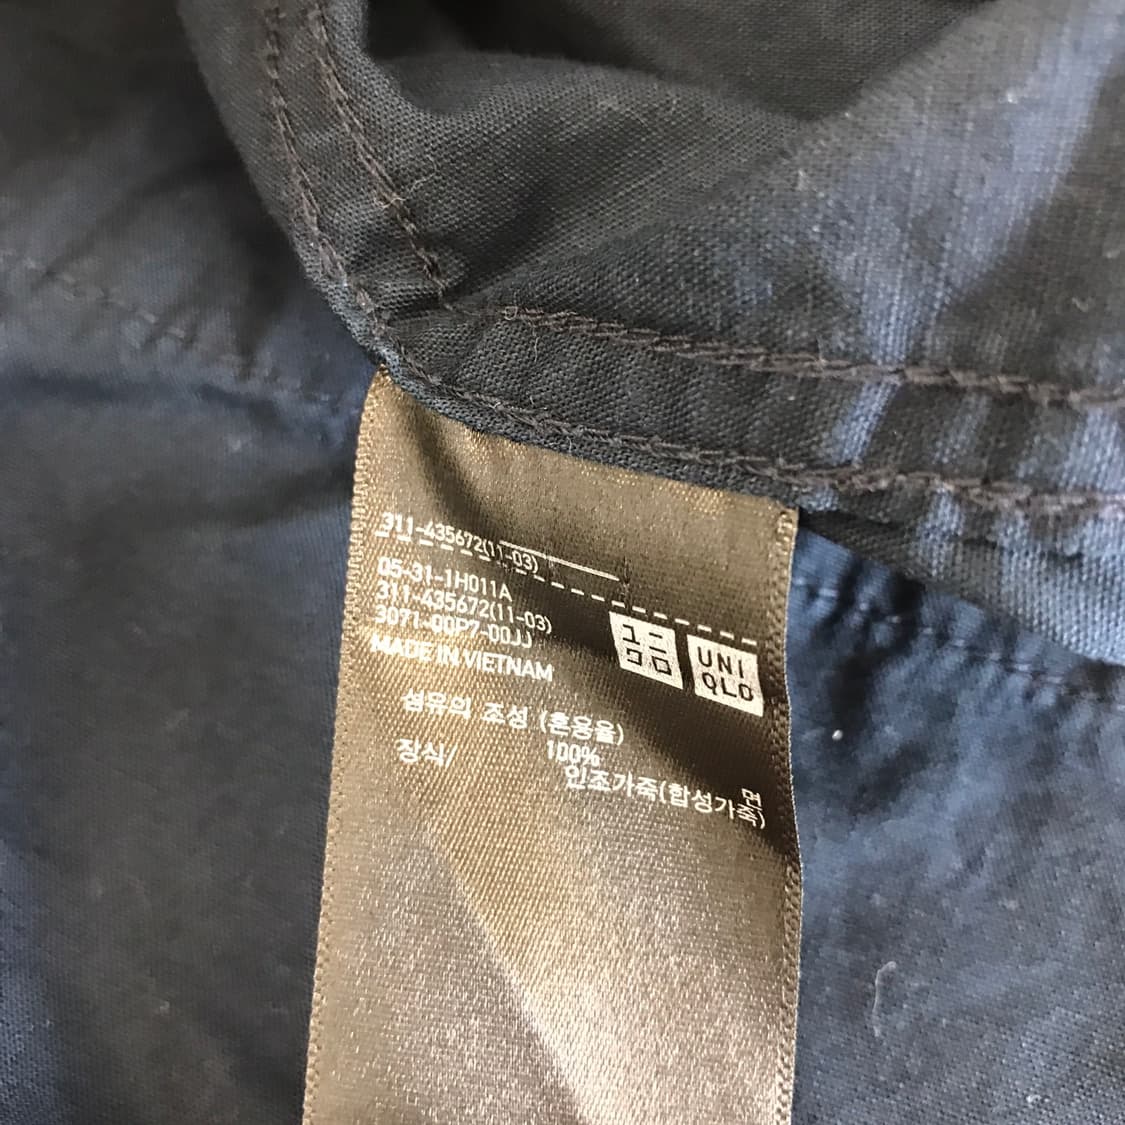 311-435672(11-03)
05-31-1H011A
311-435672(11-03)
3071-00P7-00JJ
MADE IN VIETNAM
ユニ
クロ
UNI
QLO
섬유의 조성 (혼용율)
100% 면
장식/ 인조가죽(합성가죽)